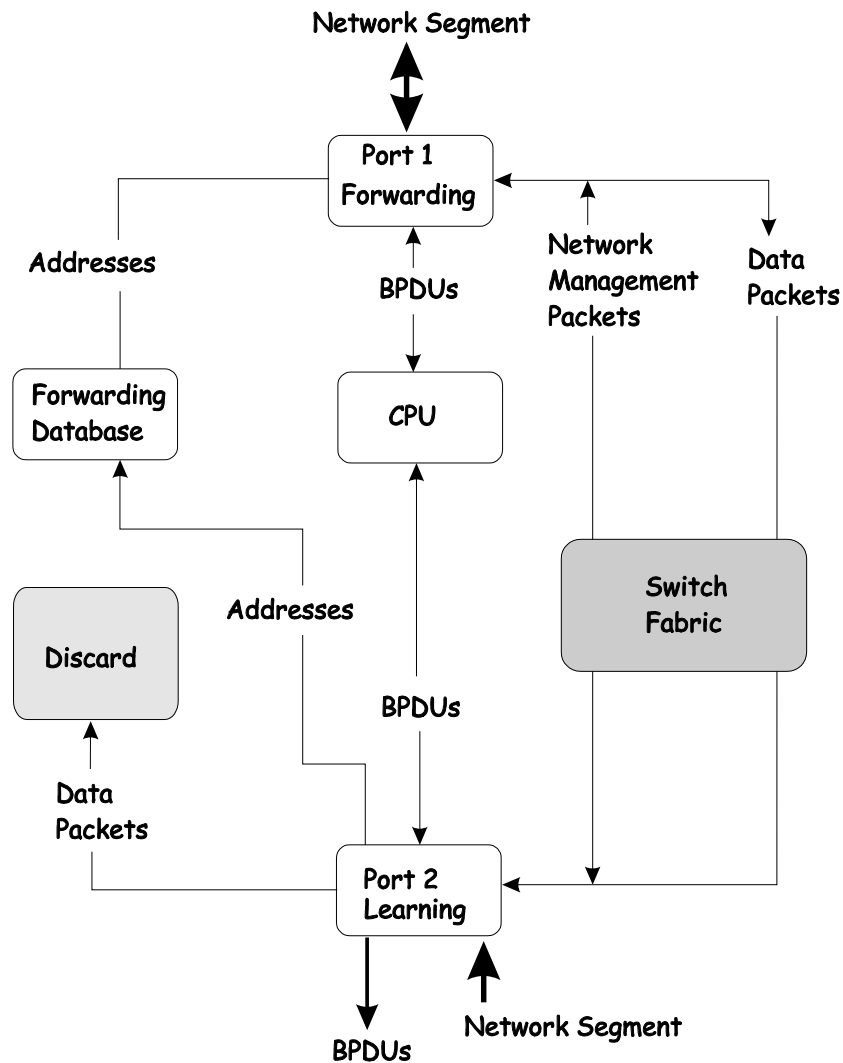 Network Segment
Port 1
Forwarding
Addresses
BPDUs
Network
Management
Packets
Data
Packets
Forwarding
Database
CPU
Switch
Fabric
Addresses
Discard
BPDUs
Data
Packets
Port 2
Learning
Network Segment
BPDUs